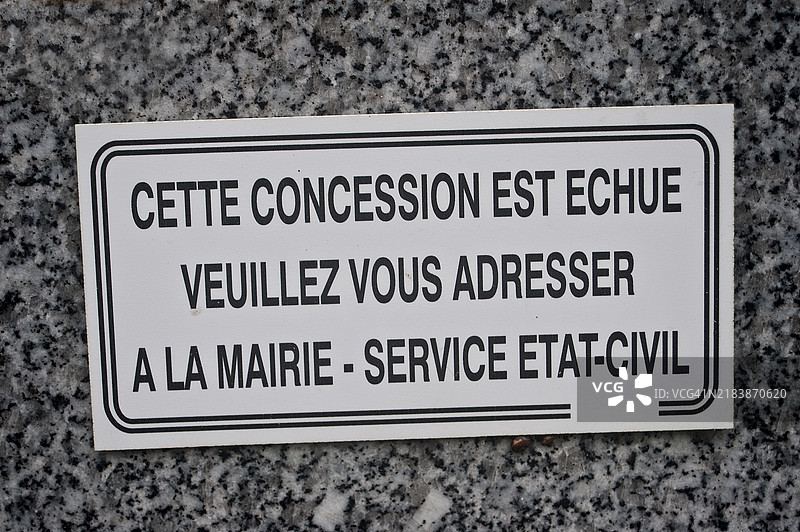 CETTE CONCESSION EST ECHUE
VEUILLEZ VOUS ADRESSER
A LA MAIRIE - SERVICE ETAT-CIVIL
VCG
ID: VCG41N2183870620